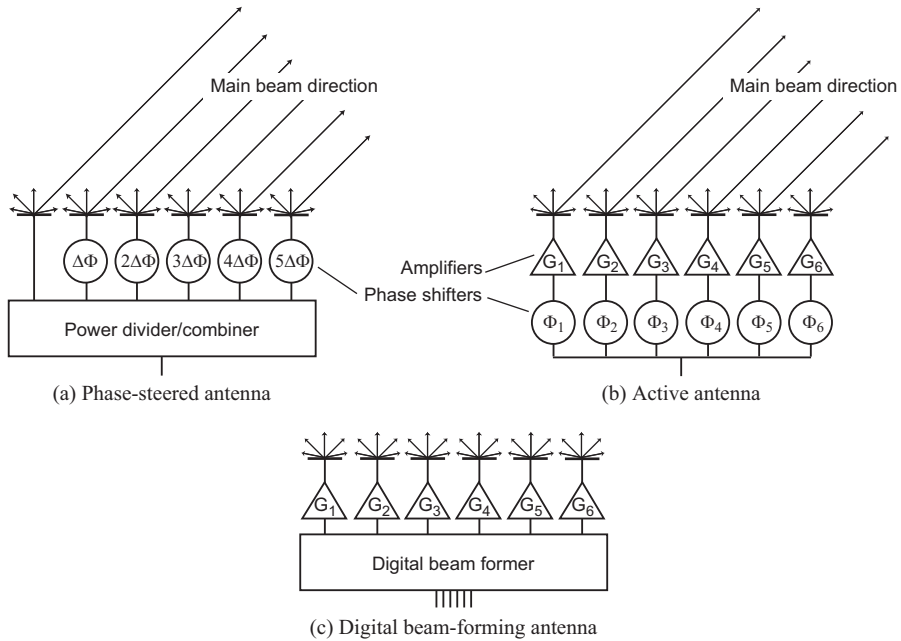 Main beam direction
ΔΦ 2ΔΦ 3ΔΦ 4ΔΦ 5ΔΦ
Power divider/combiner
(a) Phase-steered antenna
Main beam direction
Amplifiers
G1 G2 G3 G4 G5 G6
Phase shifters
Φ1 Φ2 Φ3 Φ4 Φ5 Φ6
(b) Active antenna
G1 G2 G3 G4 G5 G6
Digital beam former
(c) Digital beam-forming antenna